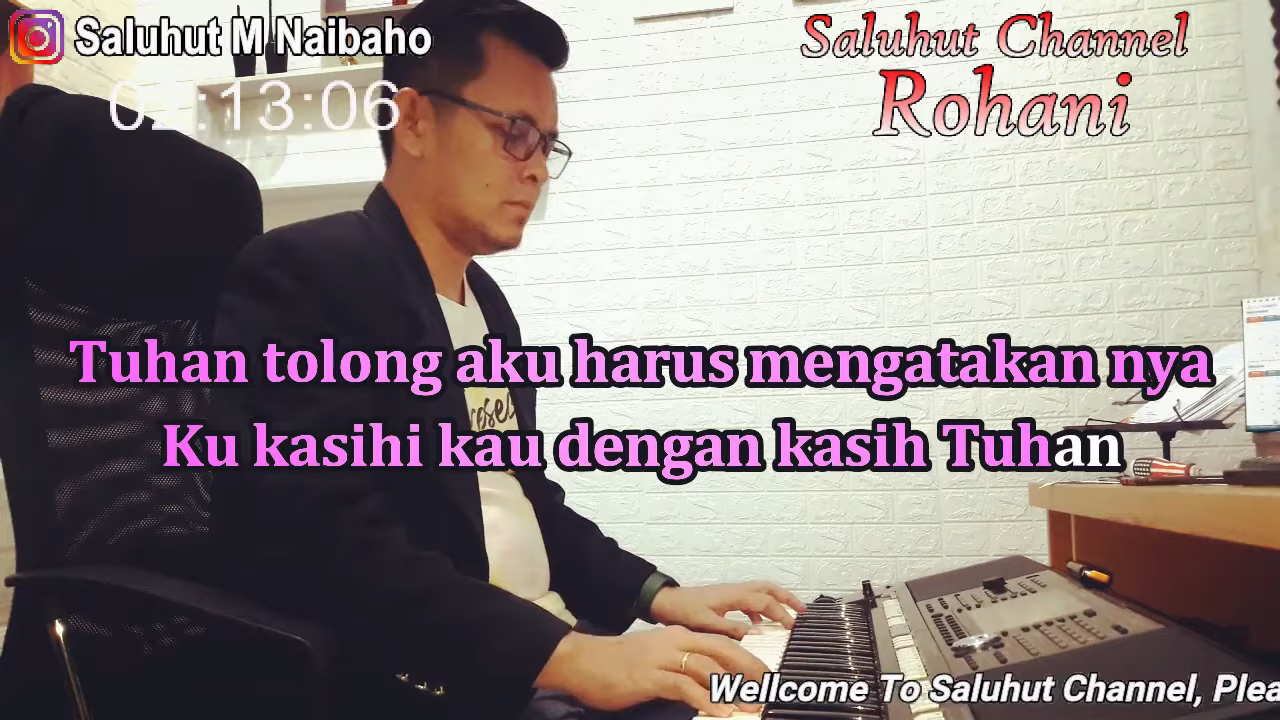 Saluhut M Naibaho
Saluhut Channel
Rohani
02:13:06
Tuhan tolong aku harus mengatakan nya
Ku kasihi kau dengan kasih Tuhan
Wellcome To Saluhut Channel, Plea